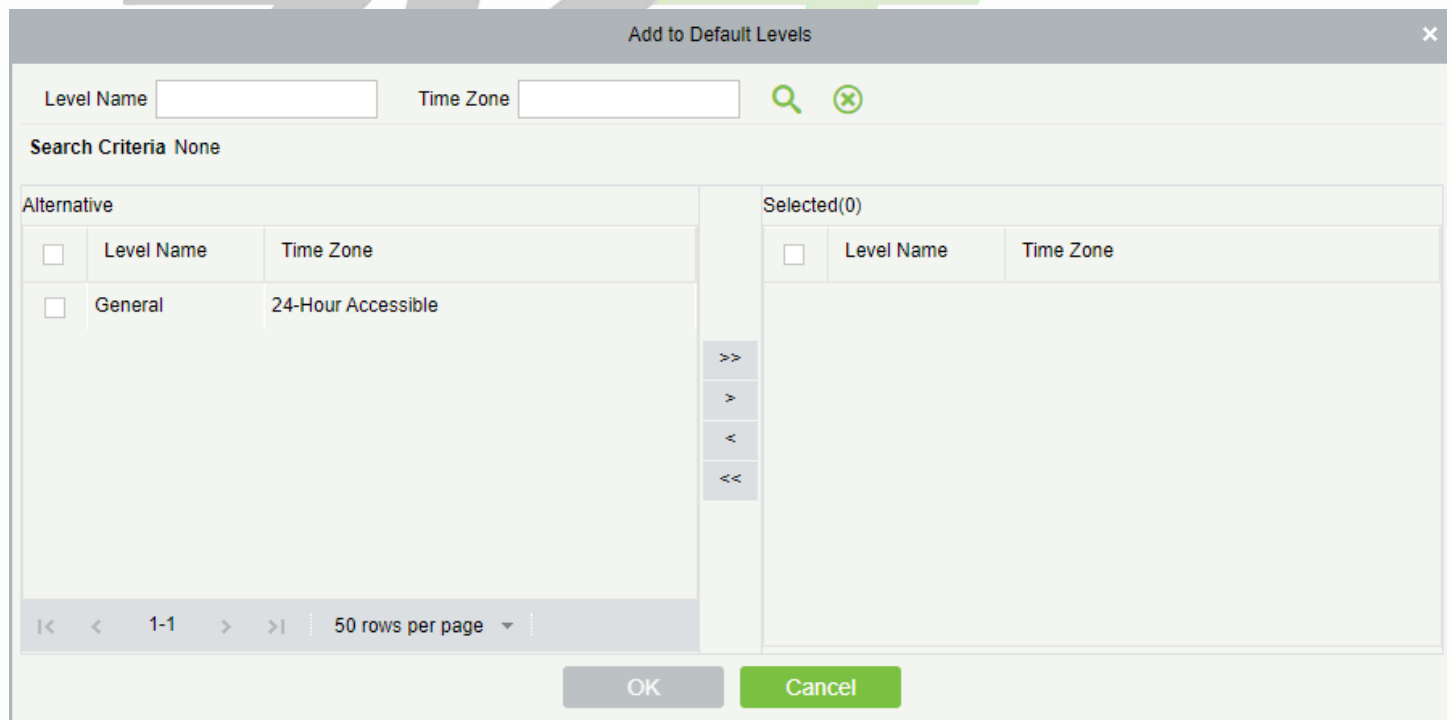 Add to Default Levels ×
Level Name Time Zone
Search Criteria None
Alternative
Level Name Time Zone
General 24-Hour Accessible
>>
>
<
<<
Selected(0)
Level Name Time Zone
|< < 1-1 > >| 50 rows per page
OK Cancel